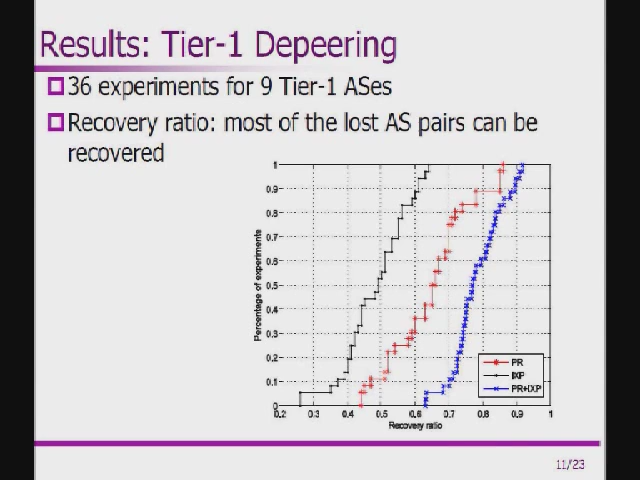 Results: Tier-1 Depeering
36 experiments for 9 Tier-1 ASes
Recovery ratio: most of the lost AS pairs can be
recovered
1
0.9
0.8
0.7
0.6
0.5
0.4
0.3
0.2
0.1
0
Percentage of experiments
0.2 0.3 0.4 0.5 0.6 0.7 0.8 0.9 1
Recovery ratio
PR
IXP
PR+IXP
11/23